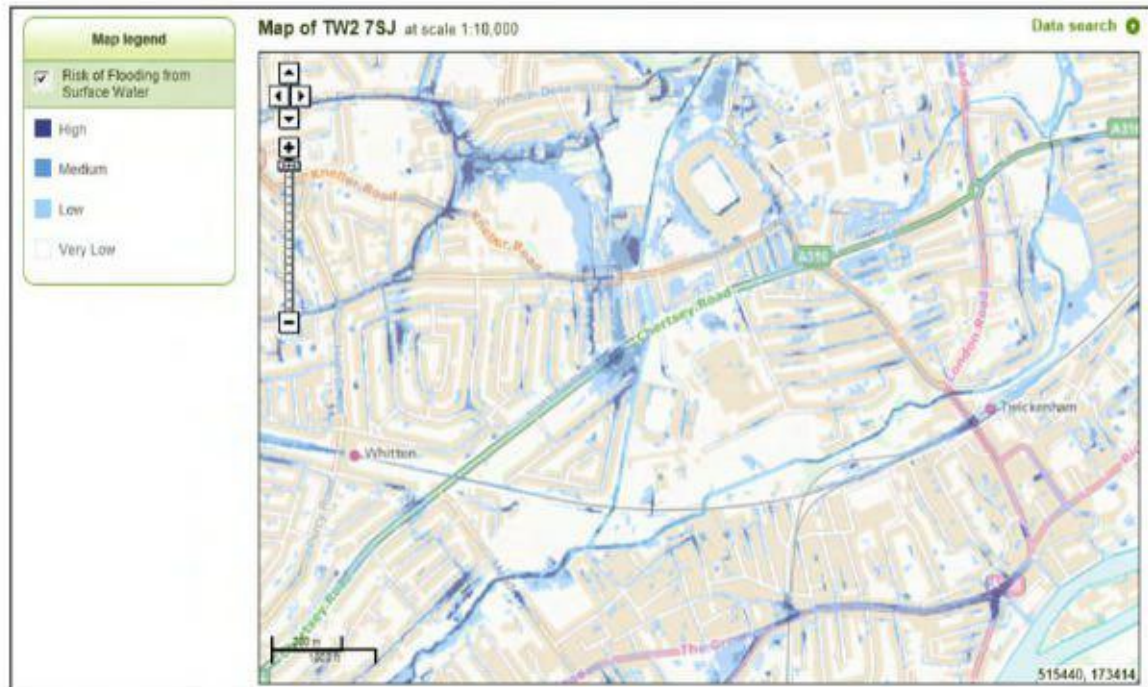 Map legend
Risk of Flooding from
Surface Water
High
Medium
Low
Very Low
Map of TW2 7SJ at scale 1:10,000
Data search
A316
Kneller Road
Kneller Road
A316
Chertsey Road
London Road
Twickenham
Whitton
Chertsey Road
200 m
515440, 173414